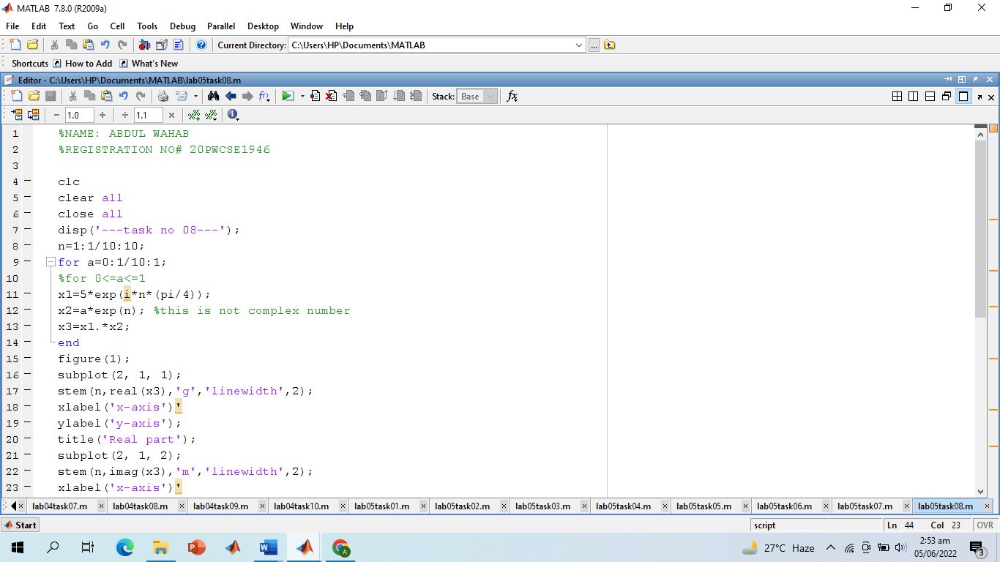 MATLAB 7.8.0 (R2009a)
File Edit Text Go Cell Tools Debug Parallel Desktop Window Help
Current Directory: C:\Users\HP\Documents\MATLAB
Shortcuts How to Add What's New
Editor - C:\Users\HP\Documents\MATLAB\lab05task08.m
Stack: Base
1.0 1.1
1 %NAME: ABDUL WAHAB
2 %REGISTRATION NO# 20PWCSE1946
3
4 clc
5 clear all
6 close all
7 disp('---task no 08---');
8 n=1:1/10:10;
9 for a=0:1/10:1;
10 %for 0<=a<=1
11 x1=5*exp(i*n*(pi/4));
12 x2=a*exp(n); %this is not complex number
13 x3=x1.*x2;
14 end
15 figure(1);
16 subplot(2, 1, 1);
17 stem(n,real(x3),'g','linewidth',2);
18 xlabel('x-axis')'
19 ylabel('y-axis');
20 title('Real part');
21 subplot(2, 1, 2);
22 stem(n,imag(x3),'m','linewidth',2);
23 xlabel('x-axis')'
lab04task07.m lab04task08.m lab04task09.m lab04task10.m lab05task01.m lab05task02.m lab05task03.m lab05task04.m lab05task05.m lab05task06.m lab05task07.m lab05task08.m
Start script Ln 44 Col 23 OVR
27°C Haze 2:53 am
05/06/2022
3